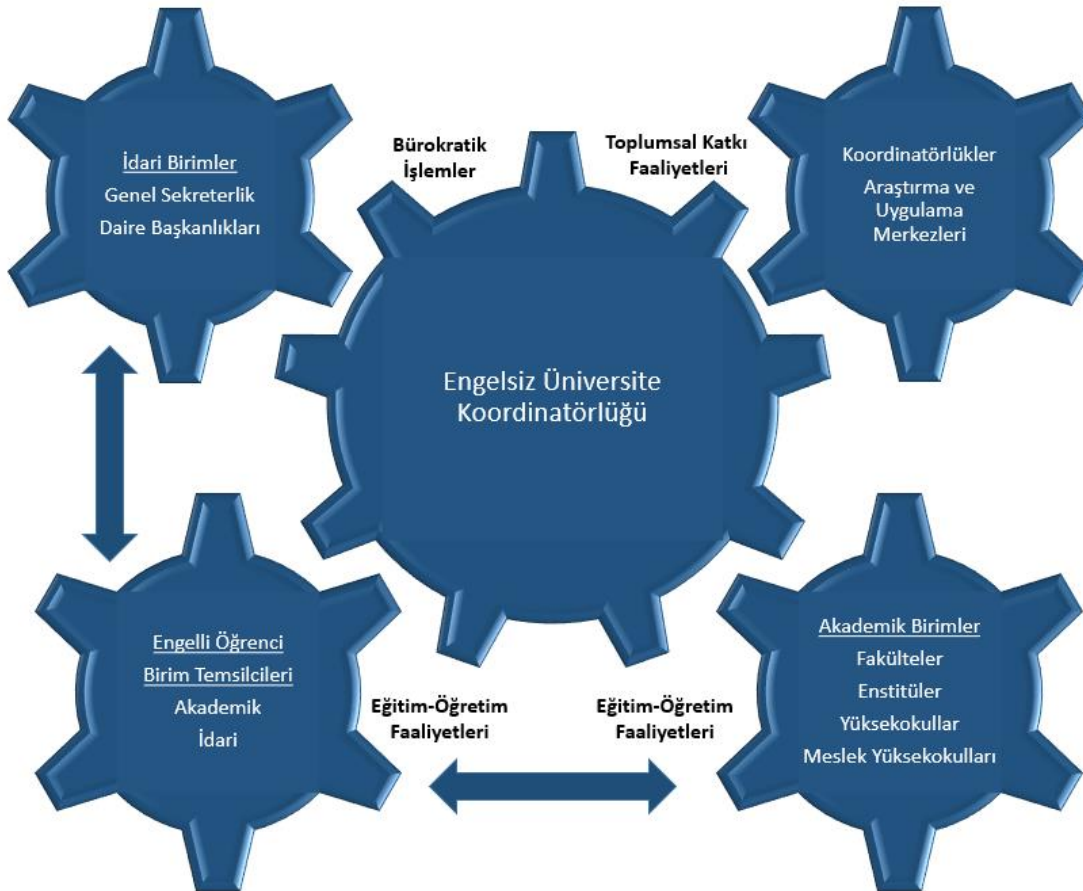 İdari Birimler
Genel Sekreterlik
Daire Başkanlıkları
Bürokratik
İşlemler
Toplumsal Katkı
Faaliyetleri
Koordinatörlükler
Araştırma ve
Uygulama
Merkezleri
Engelsiz Üniversite
Koordinatörlüğü
Engelli Öğrenci
Birim Temsilcileri
Akademik
İdari
Eğitim-Öğretim
Faaliyetleri
Eğitim-Öğretim
Faaliyetleri
Akademik Birimler
Fakülteler
Enstitüler
Yüksekokullar
Meslek Yüksekokulları